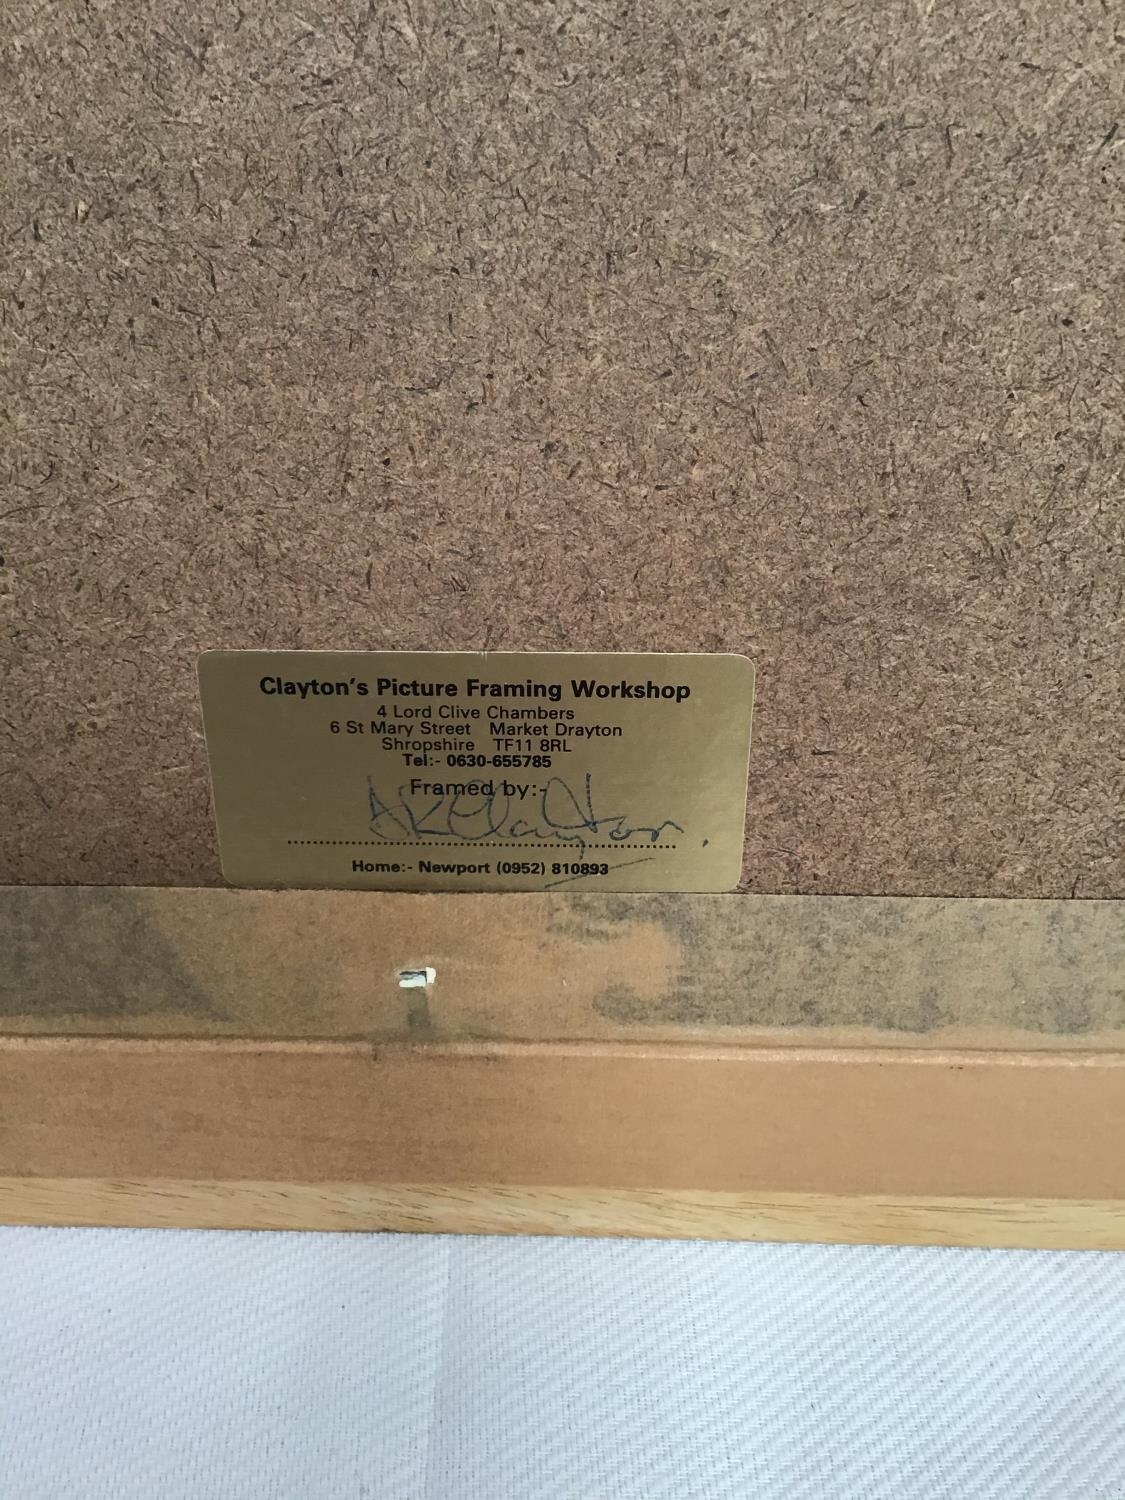 Clayton's Picture Framing Workshop
4 Lord Clive Chambers
6 St Mary Street Market Drayton
Shropshire TF11 8RL
Tel:- 0630-655785
Framed by:-
DKClayton.
Home:- Newport (0952) 810893